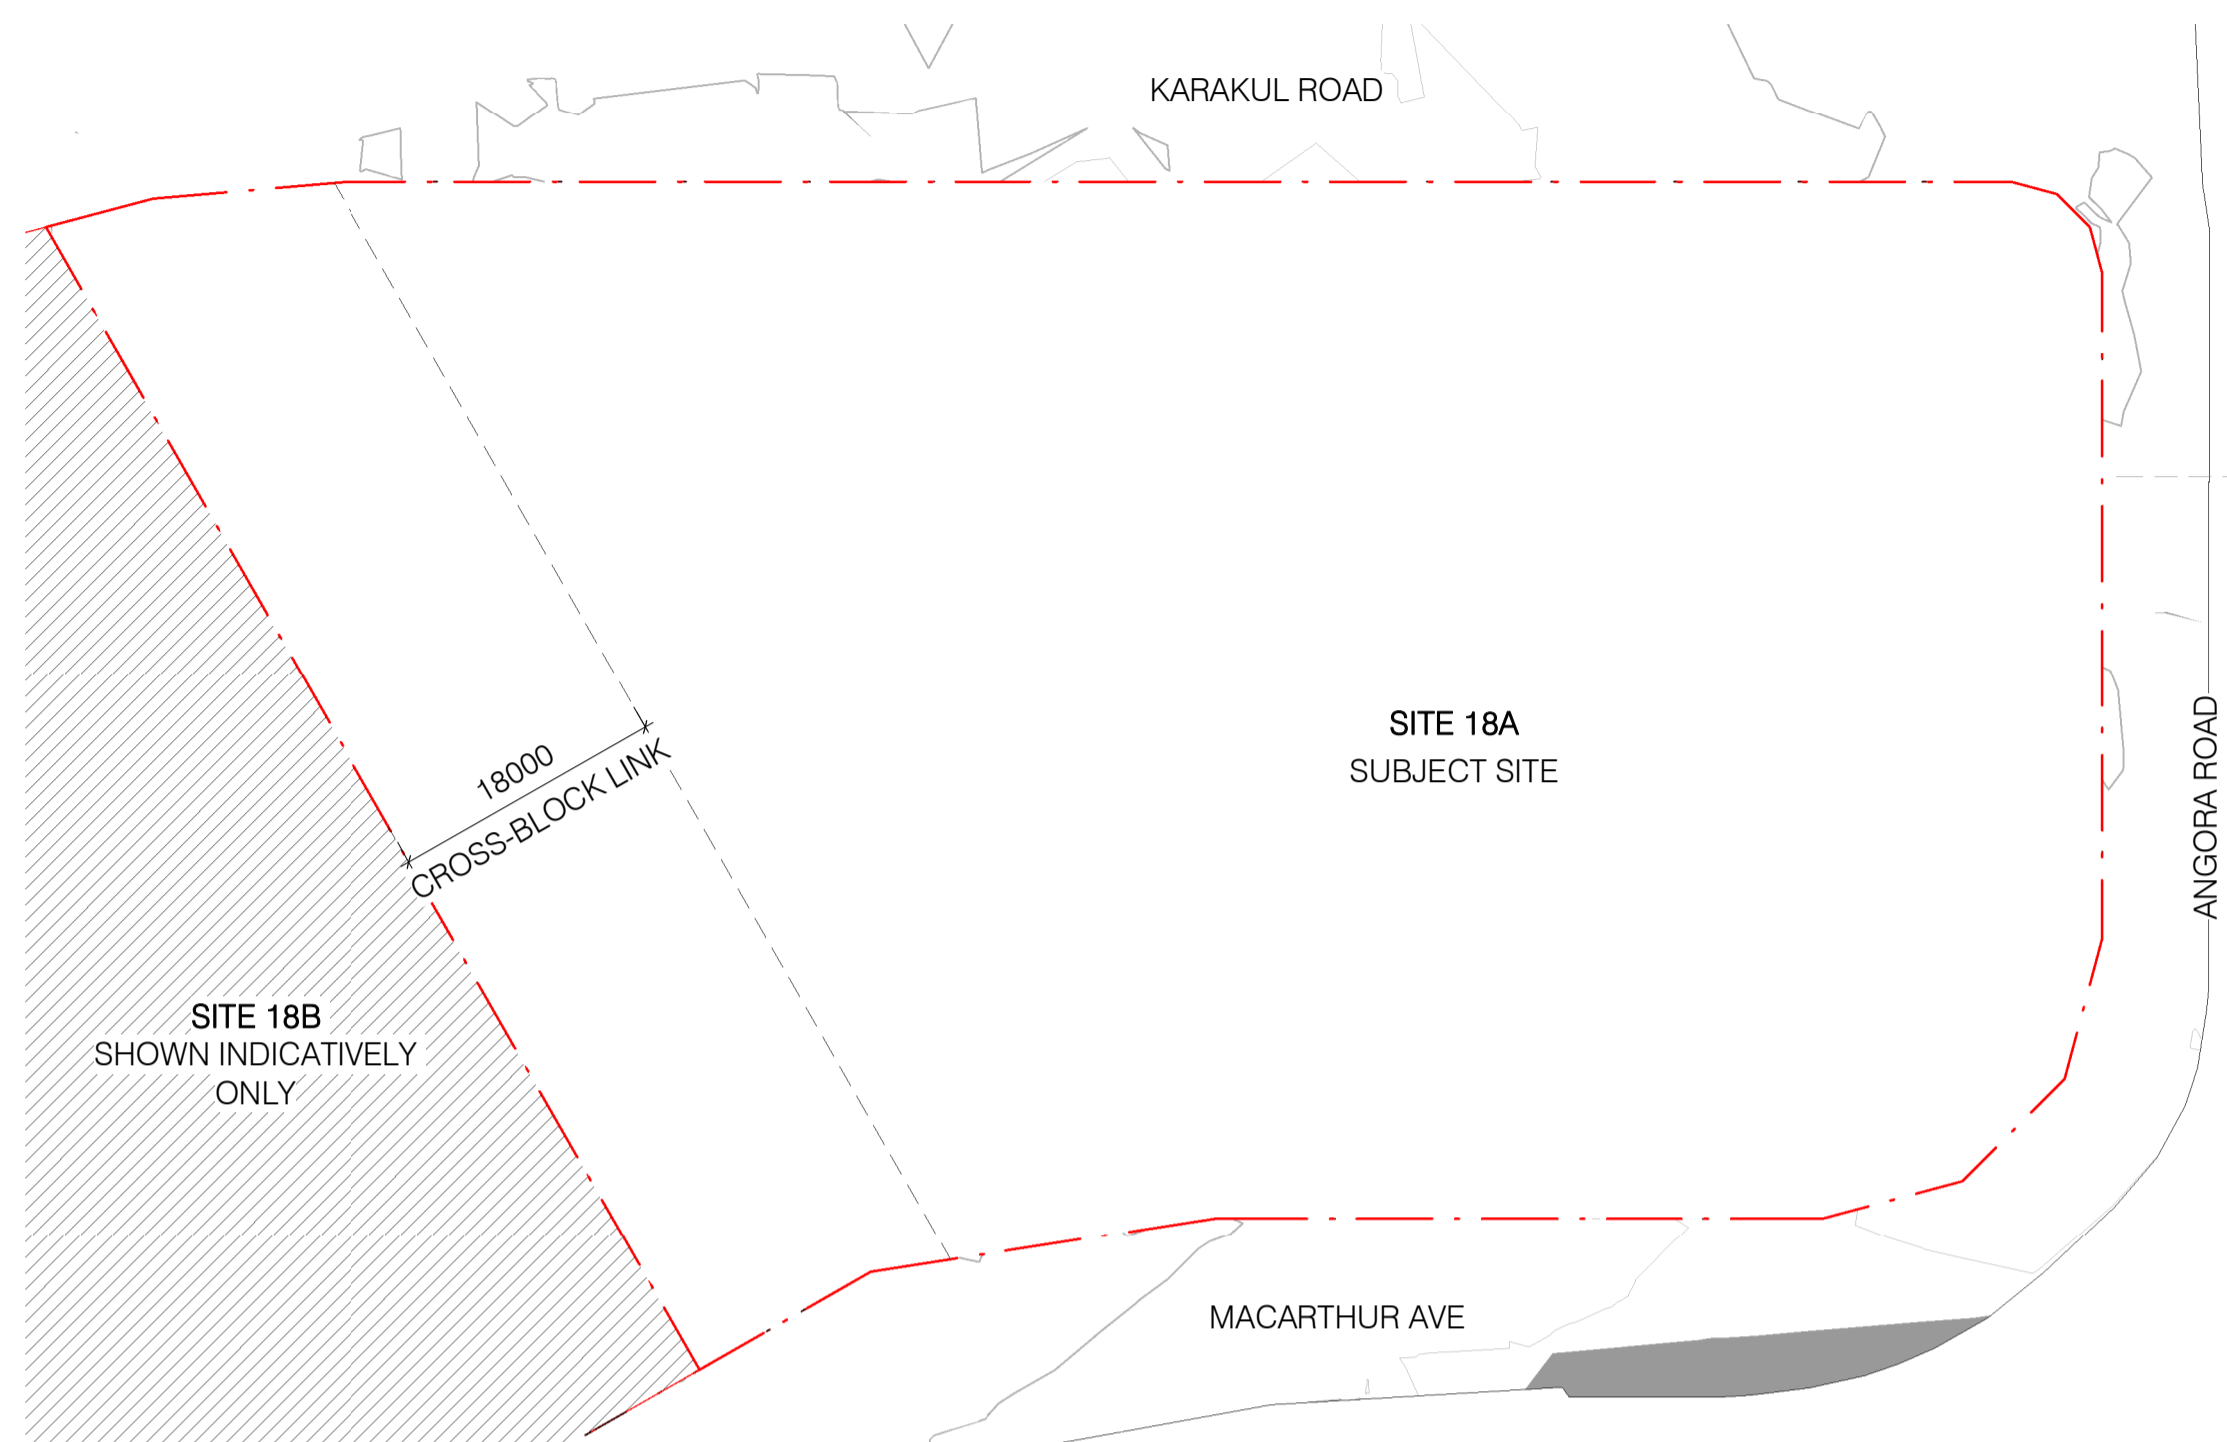 KARAKUL ROAD
SITE 18A
SUBJECT SITE
18000
CROSS-BLOCK LINK
ANGORA ROAD
SITE 18B
SHOWN INDICATIVELY
ONLY
MACARTHUR AVE